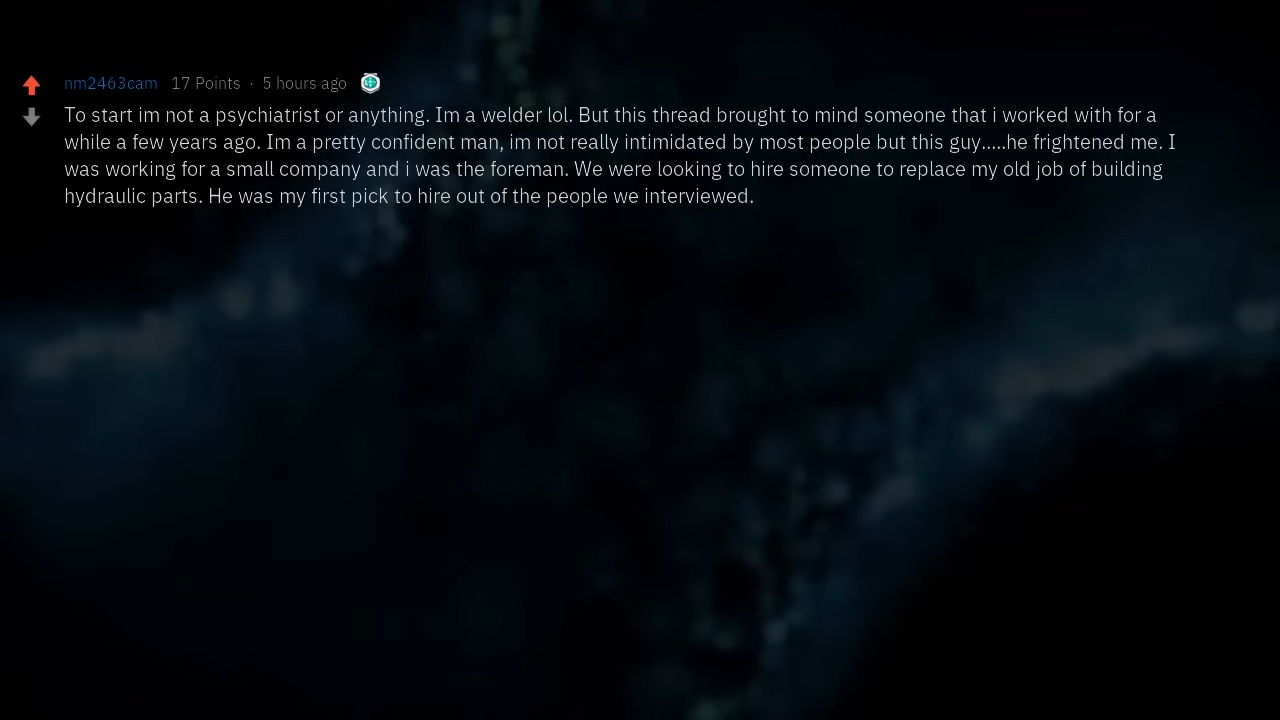 nm2463cam 17 Points · 5 hours ago
To start im not a psychiatrist or anything. Im a welder lol. But this thread brought to mind someone that i worked with for a
while a few years ago. Im a pretty confident man, im not really intimidated by most people but this guy.....he frightened me. I
was working for a small company and i was the foreman. We were looking to hire someone to replace my old job of building
hydraulic parts. He was my first pick to hire out of the people we interviewed.